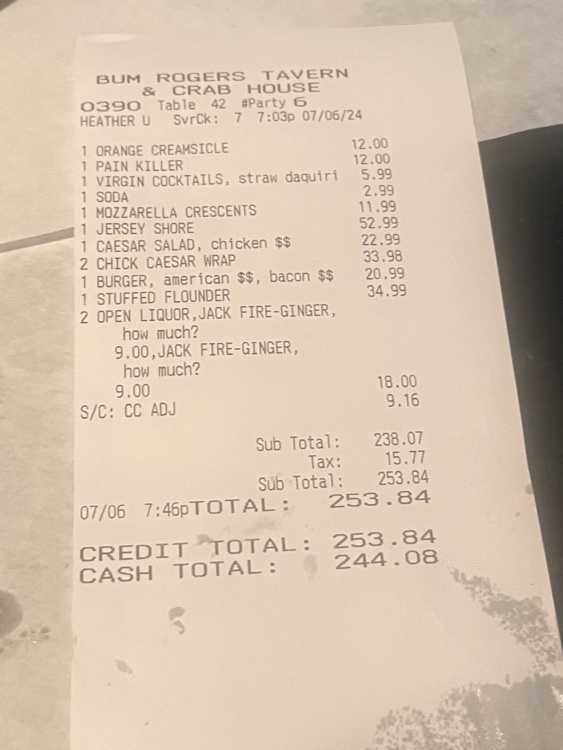 BUM ROGERS TAVERN
& CRAB HOUSE
0390 Table 42 #Party 6
HEATHER U SvrCk: 7 7:03p 07/06/24
1 ORANGE CREAMSICLE 12.00
1 PAIN KILLER 12.00
1 VIRGIN COCKTAILS, straw daquiri 5.99
1 SODA 2.99
1 MOZZARELLA CRESCENTS 11.99
1 JERSEY SHORE 52.99
1 CAESAR SALAD, chicken $$ 22.99
2 CHICK CAESAR WRAP 33.98
1 BURGER, american $$, bacon $$ 20.99
1 STUFFED FLOUNDER 34.99
2 OPEN LIQUOR,JACK FIRE-GINGER,
how much?
9.00,JACK FIRE-GINGER,
how much?
9.00 18.00
S/C: CC ADJ 9.16
Sub Total: 238.07
Tax: 15.77
Sub Total: 253.84
07/06 7:46pTOTAL: 253.84
CREDIT TOTAL: 253.84
CASH TOTAL: 244.08